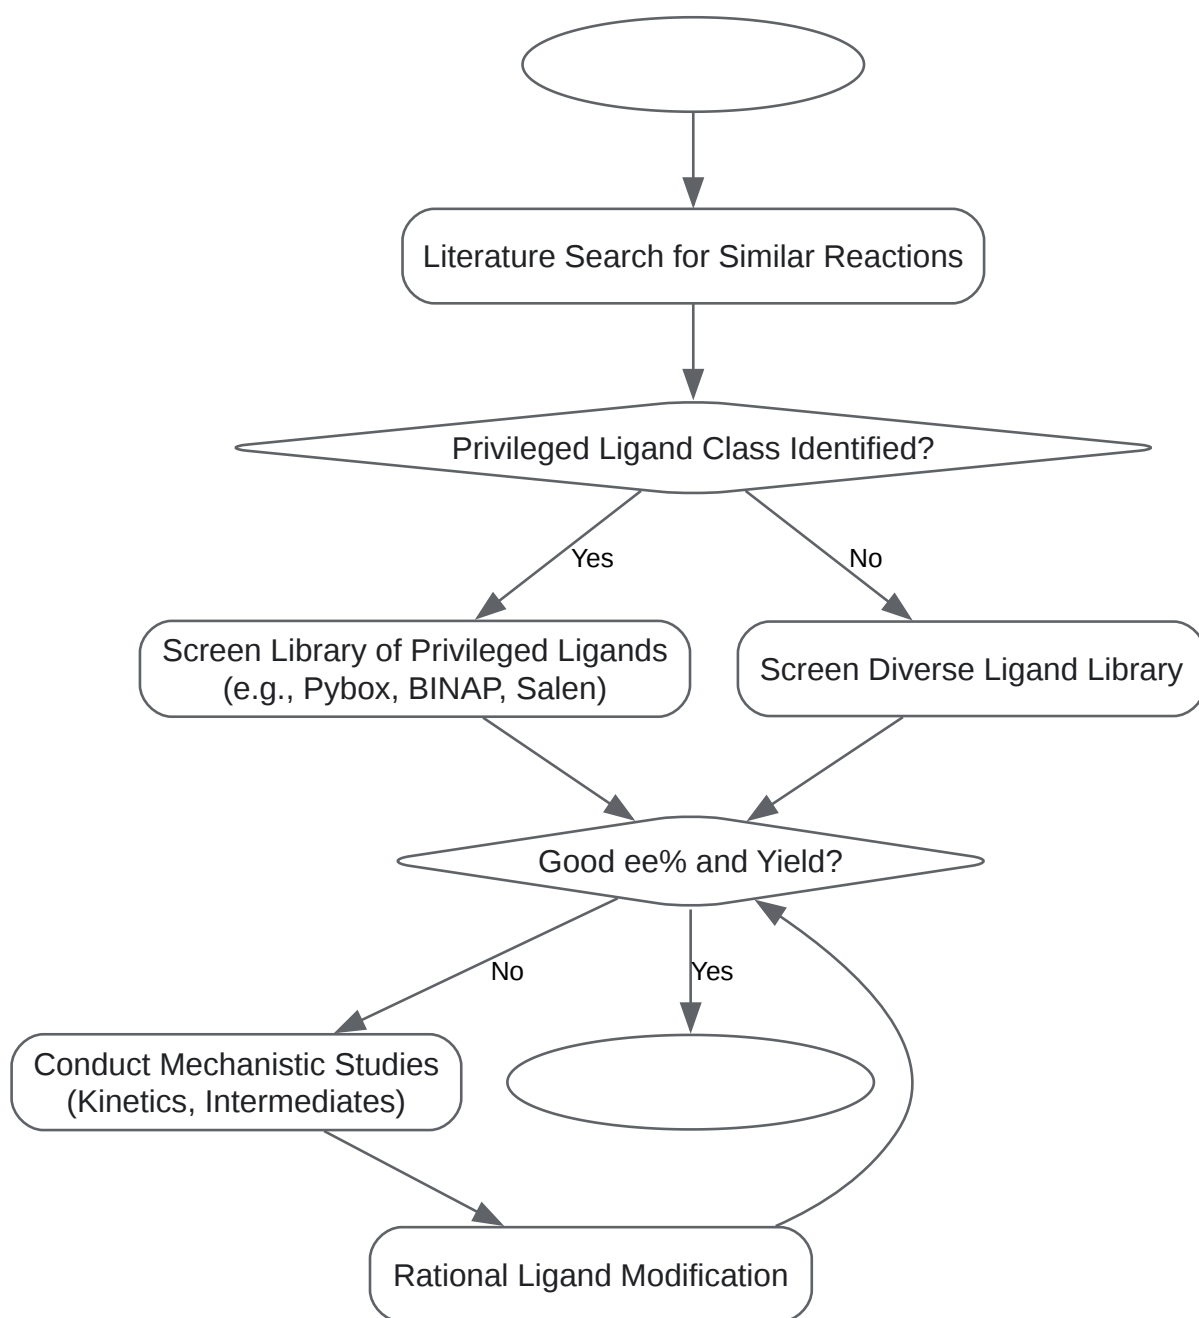 Literature Search for Similar Reactions
Privileged Ligand Class Identified?
Yes
No
Screen Library of Privileged Ligands
(e.g., Pybox, BINAP, Salen)
Screen Diverse Ligand Library
Good ee% and Yield?
No
Yes
Conduct Mechanistic Studies
(Kinetics, Intermediates)
Rational Ligand Modification